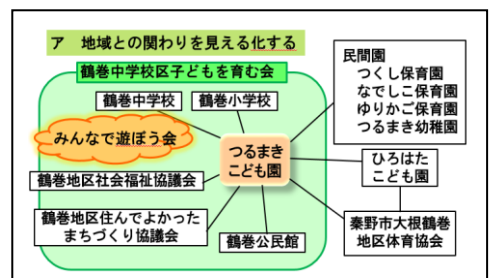 ア　地域との関わりを見える化する
鶴巻中学校区子どもを育む会
鶴巻中学校
鶴巻小学校
みんなで遊ぼう会
つるまき
こども園
鶴巻地区社会福祉協議会
鶴巻地区住んでよかった
まちづくり協議会
鶴巻公民館
民間園
つくし保育園
なでしこ保育園
ゆりかご保育園
つるまき幼稚園
ひろはた
こども園
秦野市大根鶴巻
地区体育協会